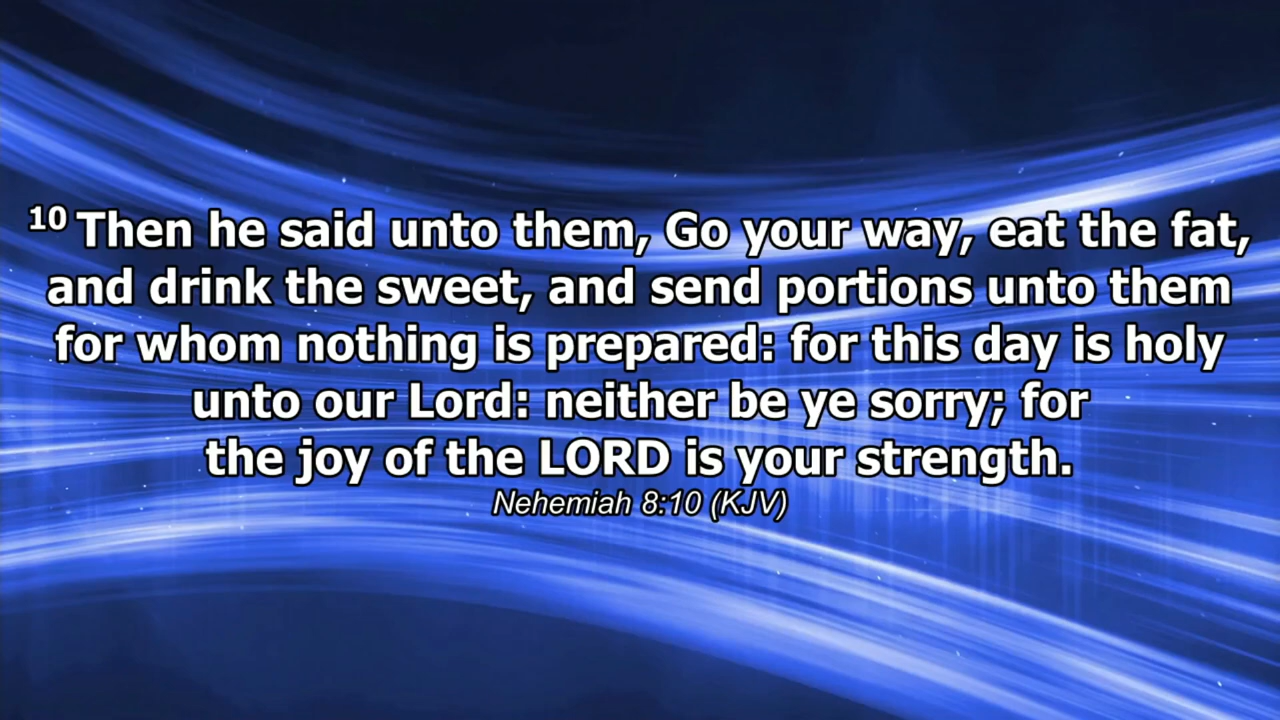 10 Then he said unto them, Go your way, eat the fat,
and drink the sweet, and send portions unto them
for whom nothing is prepared: for this day is holy
unto our Lord: neither be ye sorry; for
the joy of the LORD is your strength.
Nehemiah 8:10 (KJV)